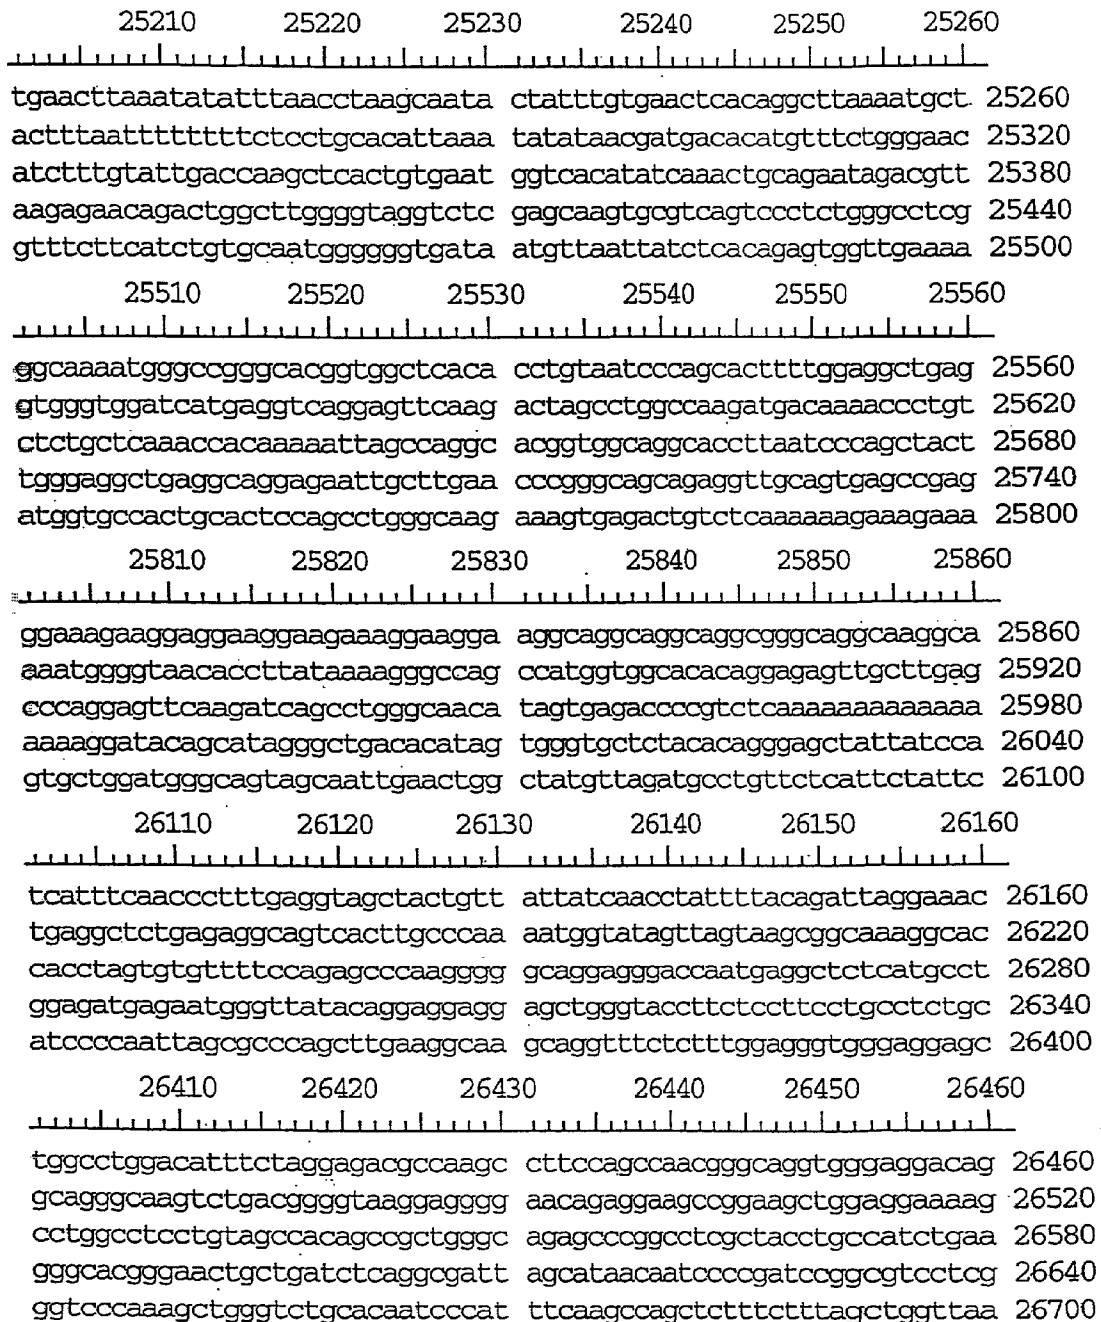 25210 25220 25230 25240 25250 25260
tgaacttaaatatatttaacctaagcaata ctatttgtgaactcacaggcttaaaatgct 25260
actttaatttttttttctcctgcacattaaa tatataacgatgacacatgtttctgggaac 25320
atctttgtattgaccaagctcactgtgaat ggtcacatatcaaactgcagaatagacgtt 25380
aagagaacagactggcttggggtaggtctc gagcaagtgcgtcagtccctctgggcctcg 25440
gtttcttcatctgtgcaatggggggtgata atgttaattatctcacagagtggttgaaaa 25500
25510 25520 25530 25540 25550 25560
ggcaaaatgggccgggcacggtggctcaca cctgtaatcccagcacttttggaggctgag 25560
gtgggtggatcatgaggtcaggagttcaag actagcctggccaagatgacaaaaccctgt 25620
ctctgctcaaaccacaaaaattagccaggc acggtggcaggcaccttaatcccagctact 25680
tgggaggctgaggcaggagaattgcttgaa cccgggcagcagaggttgcagtgagccgag 25740
atggtgccactgcactccagcctgggcaag aaagtgagactgtctcaaaaaagaaagaaa 25800
25810 25820 25830 25840 25850 25860
ggaaagaaggaggaaggaagaaaggaagga aggcaggcaggcaggcgggcaggcaaggca 25860
aaatggggtaacaccttataaaagggccag ccatggtggcacacaggagagttgcttgag 25920
cccaggagttcaagatcagcctgggcaaca tagtgagaccccgtctcaaaaaaaaaaaaa 25980
aaaaggatacagcatagggctgacacatag tgggtgctctacacagggagctattatcca 26040
gtgctggatgggcagtagcaattgaactgg ctatgttagatgcctgttctcattctattc 26100
26110 26120 26130 26140 26150 26160
tcatttcaaccctttgaggtagctactgtt attatcaacctattttacagattaggaaac 26160
tgaggctctgagaggcagtcacttgcccaa aatggtatagttagtaagcggcaaaggcac 26220
cacctagtgtgttttccagagcccaagggg gcaggagggaccaatgaggctctcatgcct 26280
ggagatgagaatgggttatacaggaggagg agctgggtaccttctccttcctgcctctgc 26340
atccccaattagcgcccagcttgaaggcaa gcaggtttctctttggagggtgggaggagc 26400
26410 26420 26430 26440 26450 26460
tggcctggacatttctaggagacgccaagc cttccagccaacgggcaggtgggaggacag 26460
gcagggcaagtctgacggggtaaggagggg aacagaggaagccggaagctggaggaaaag 26520
cctggcctcctgtagccacagccgctgggc agagcccggcctcgctacctgccatctgaa 26580
gggcacgggaactgctgatctcaggcgatt agcataacaatccccgatccggcgtcctcg 26640
ggtcccaaagctgggtctgcacaatcccat ttcaagccagctctttctttagctggttaa 26700